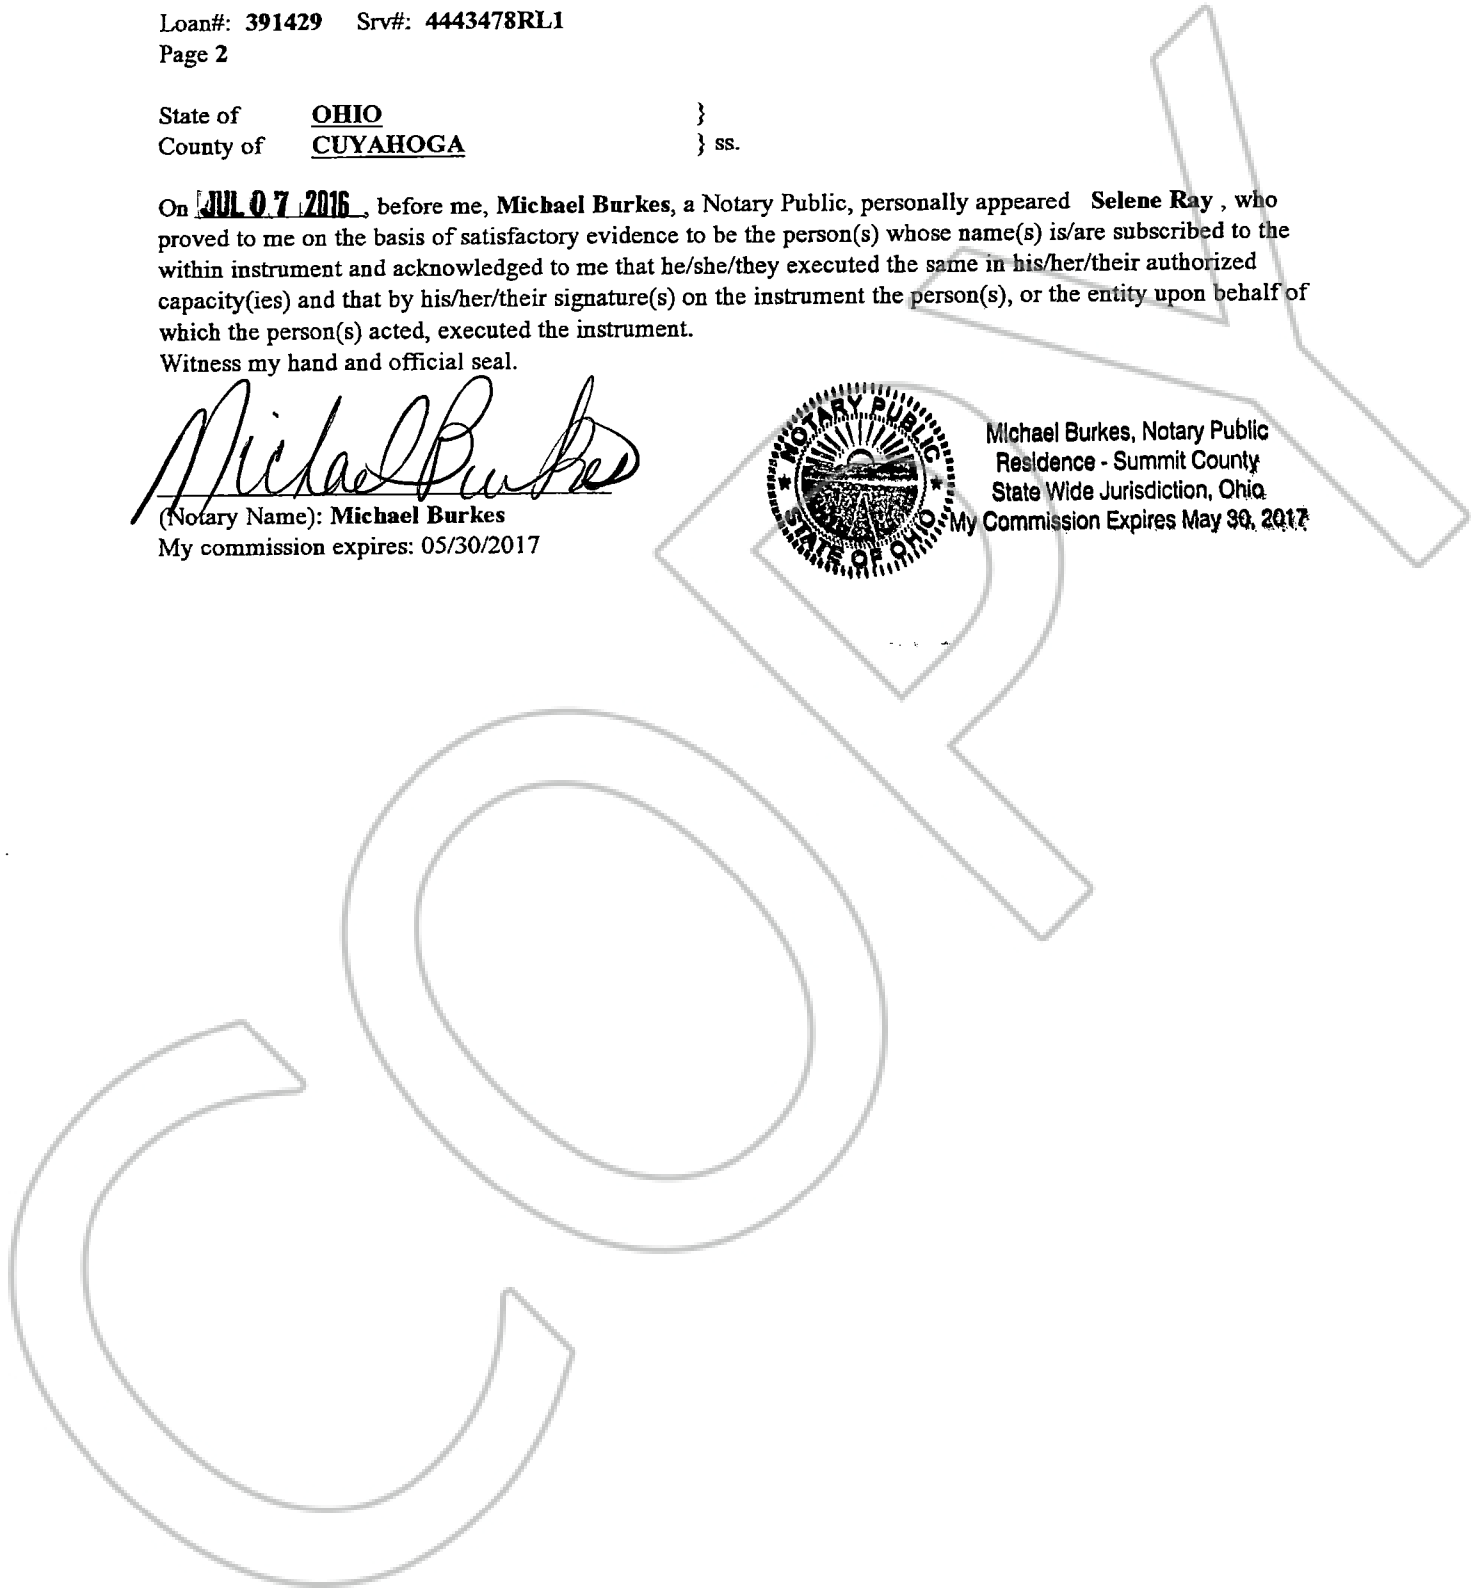 Loan#: 391429 Srv#: 4443478RL1
Page 2
State of OHIO }
County of CUYAHOGA } ss.
On JUL 07 2016, before me, Michael Burkes, a Notary Public, personally appeared Selene Ray , who
proved to me on the basis of satisfactory evidence to be the person(s) whose name(s) is/are subscribed to the
within instrument and acknowledged to me that he/she/they executed the same in his/her/their authorized
capacity(ies) and that by his/her/their signature(s) on the instrument the person(s), or the entity upon behalf of
which the person(s) acted, executed the instrument.
Witness my hand and official seal.
Michael Burkes
(Notary Name): Michael Burkes
My commission expires: 05/30/2017
NOTARY PUBLIC
STATE OF OHIO
Michael Burkes, Notary Public
Residence - Summit County
State Wide Jurisdiction, Ohio
My Commission Expires May 30, 2017
COPY